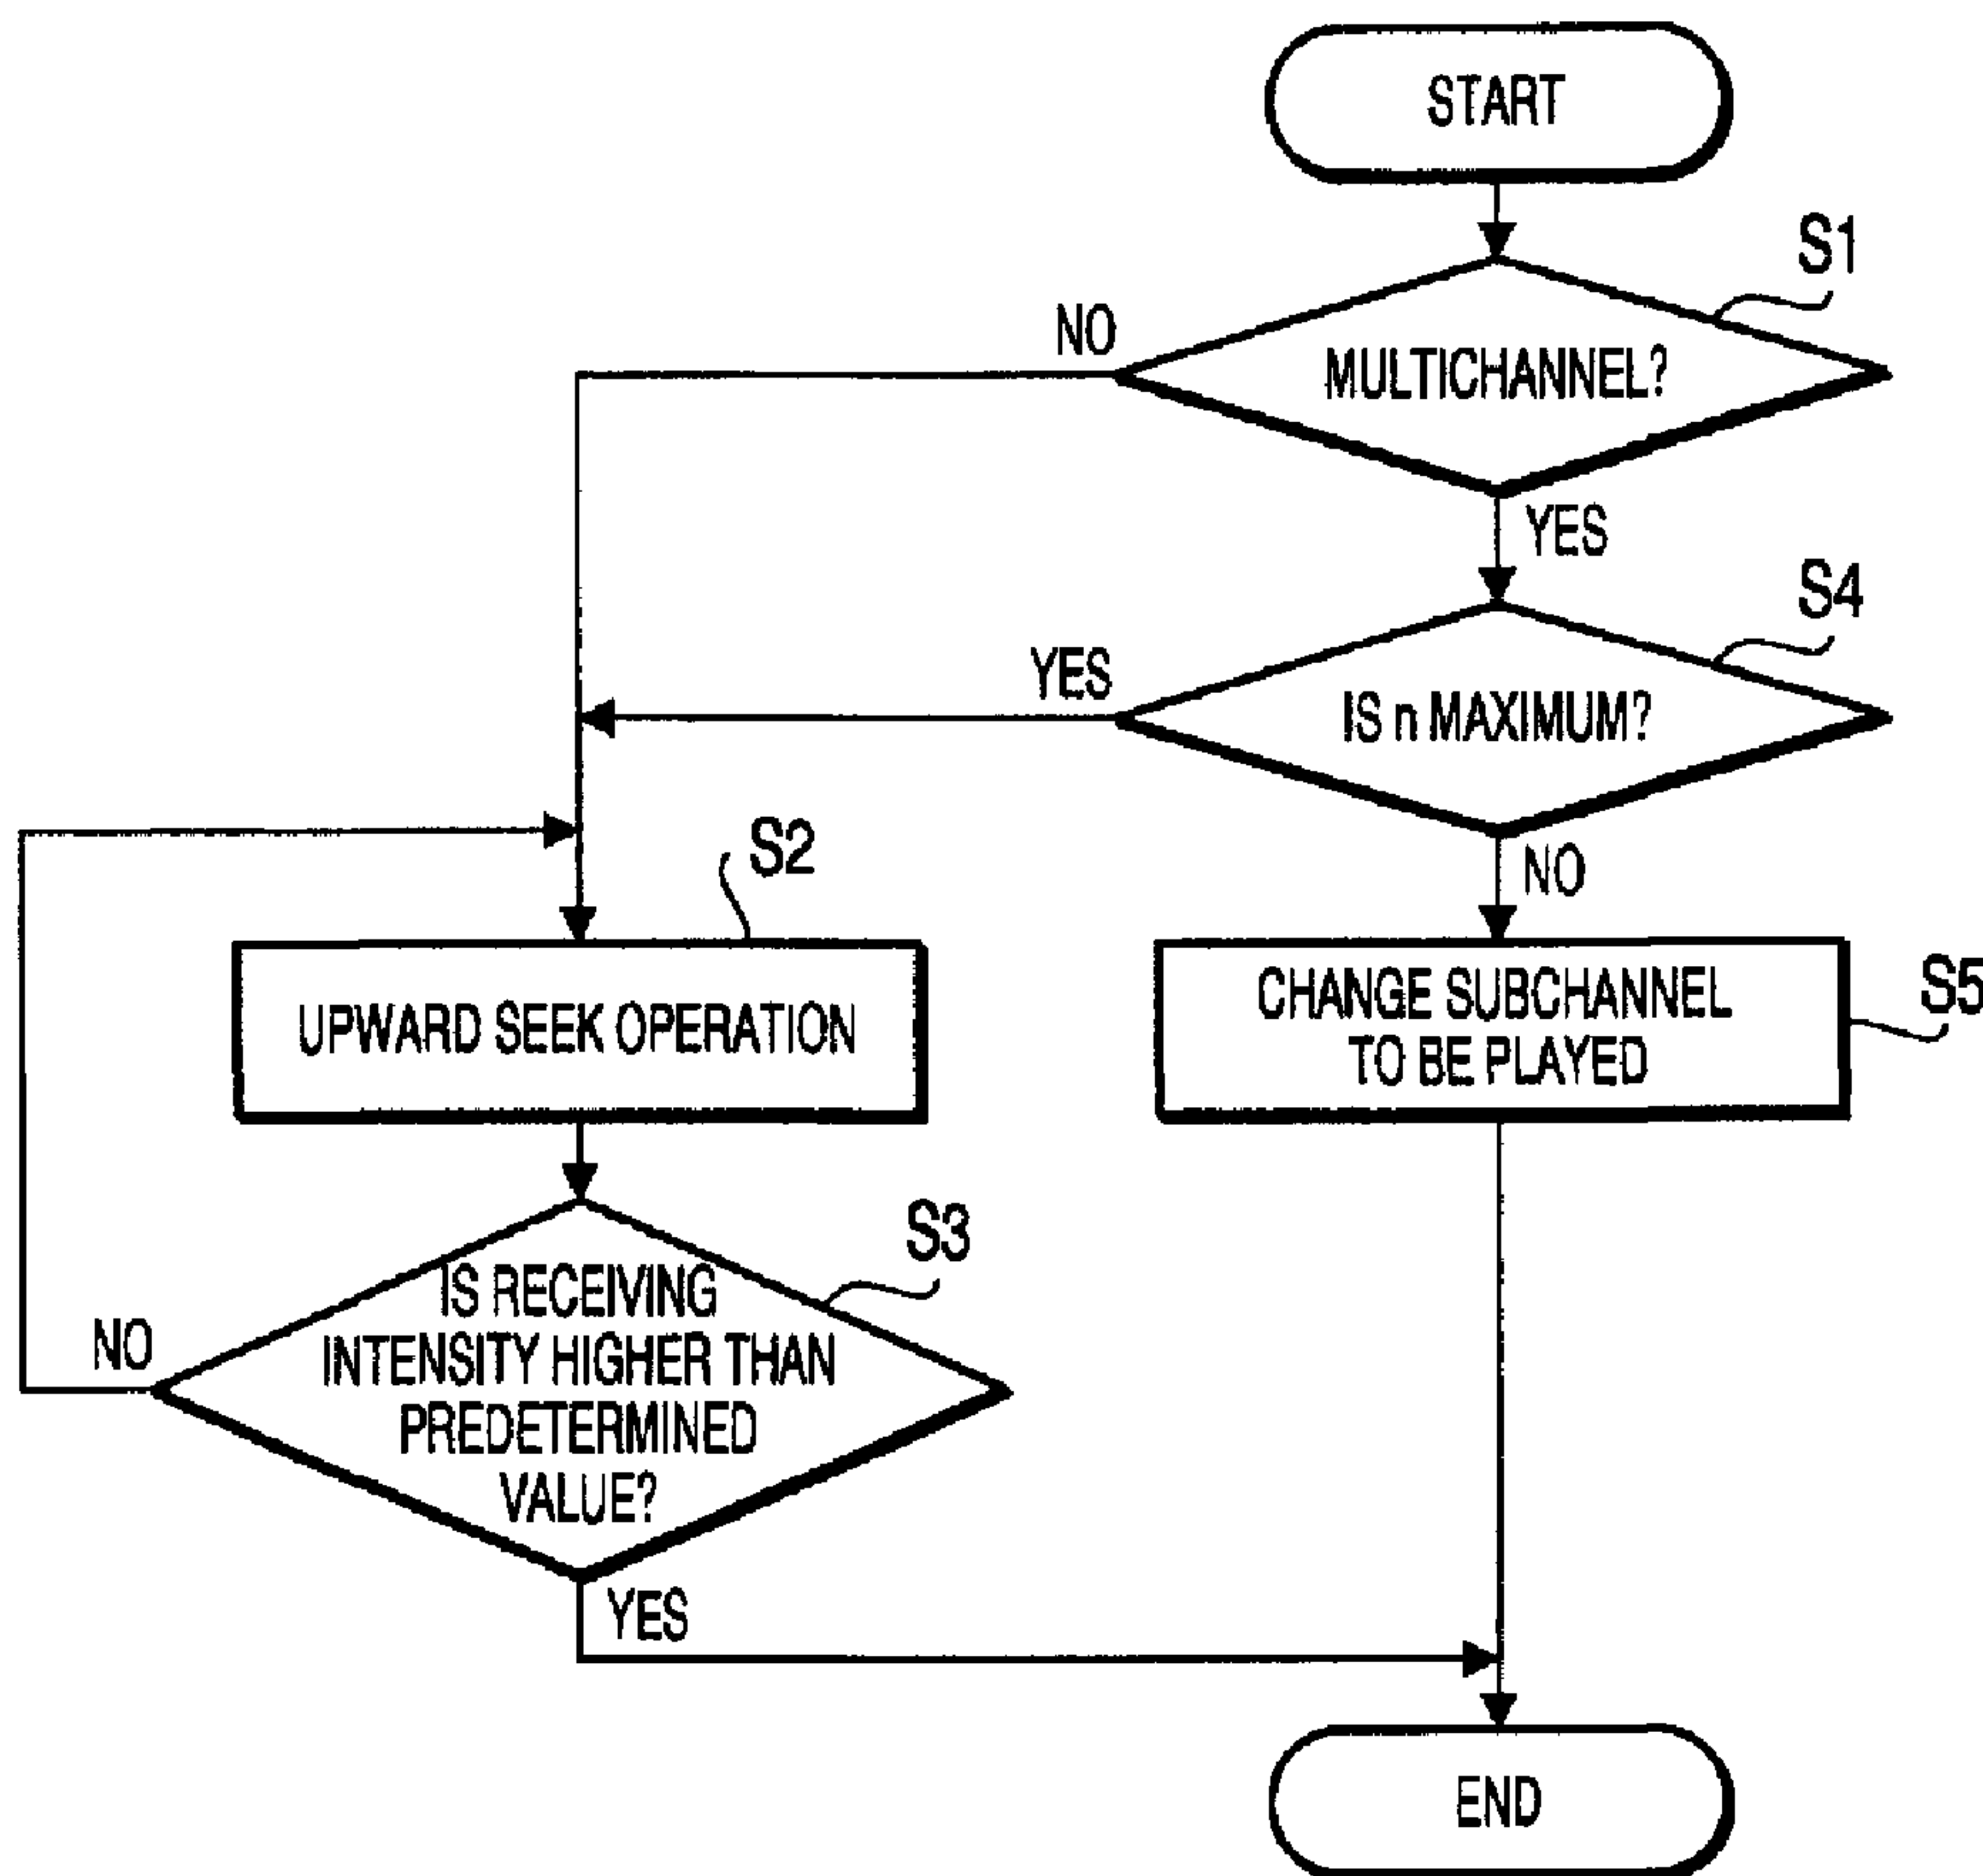 START
S1
NO
MULTICHANNEL?
YES
S4
YES
IS n MAXIMUM?
NO
S2
UPWARD SEEK OPERATION
CHANGE SUBCHANNEL
TO BE PLAYED
S5
S3
NO
IS RECEIVING
INTENSITY HIGHER THAN
PREDETERMINED
VALUE?
YES
END